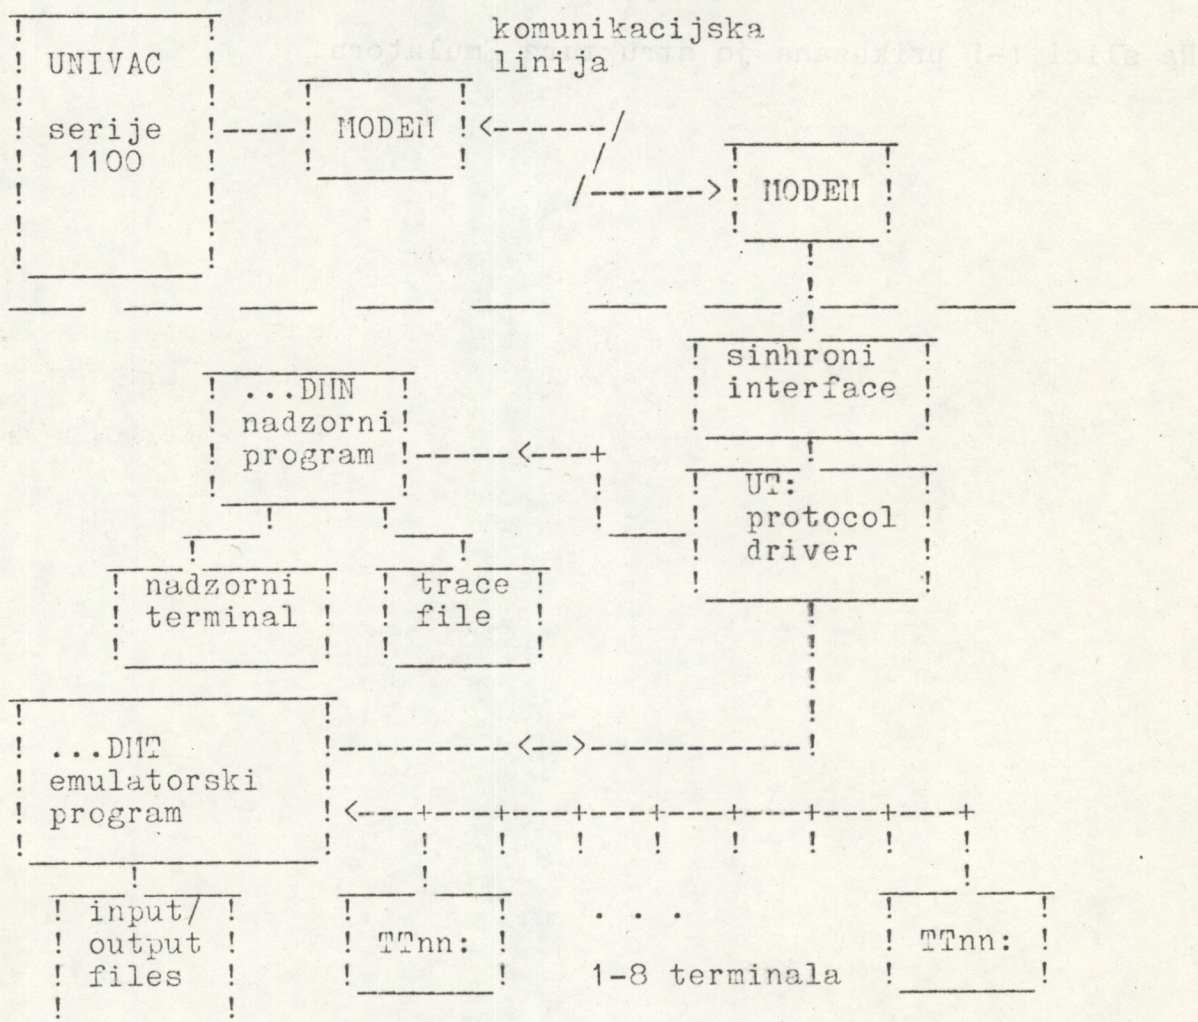 komunikacijska
linija
UNIVAC
serije
1100
MODEM
MODEM
sinhroni
interface
...DMN
nadzorni
program
UT:
protocol
driver
nadzorni
terminal
trace
file
...DMT
emulatorski
program
input/
output
files
TTnn:
. . .
1-8 terminala
TTnn: